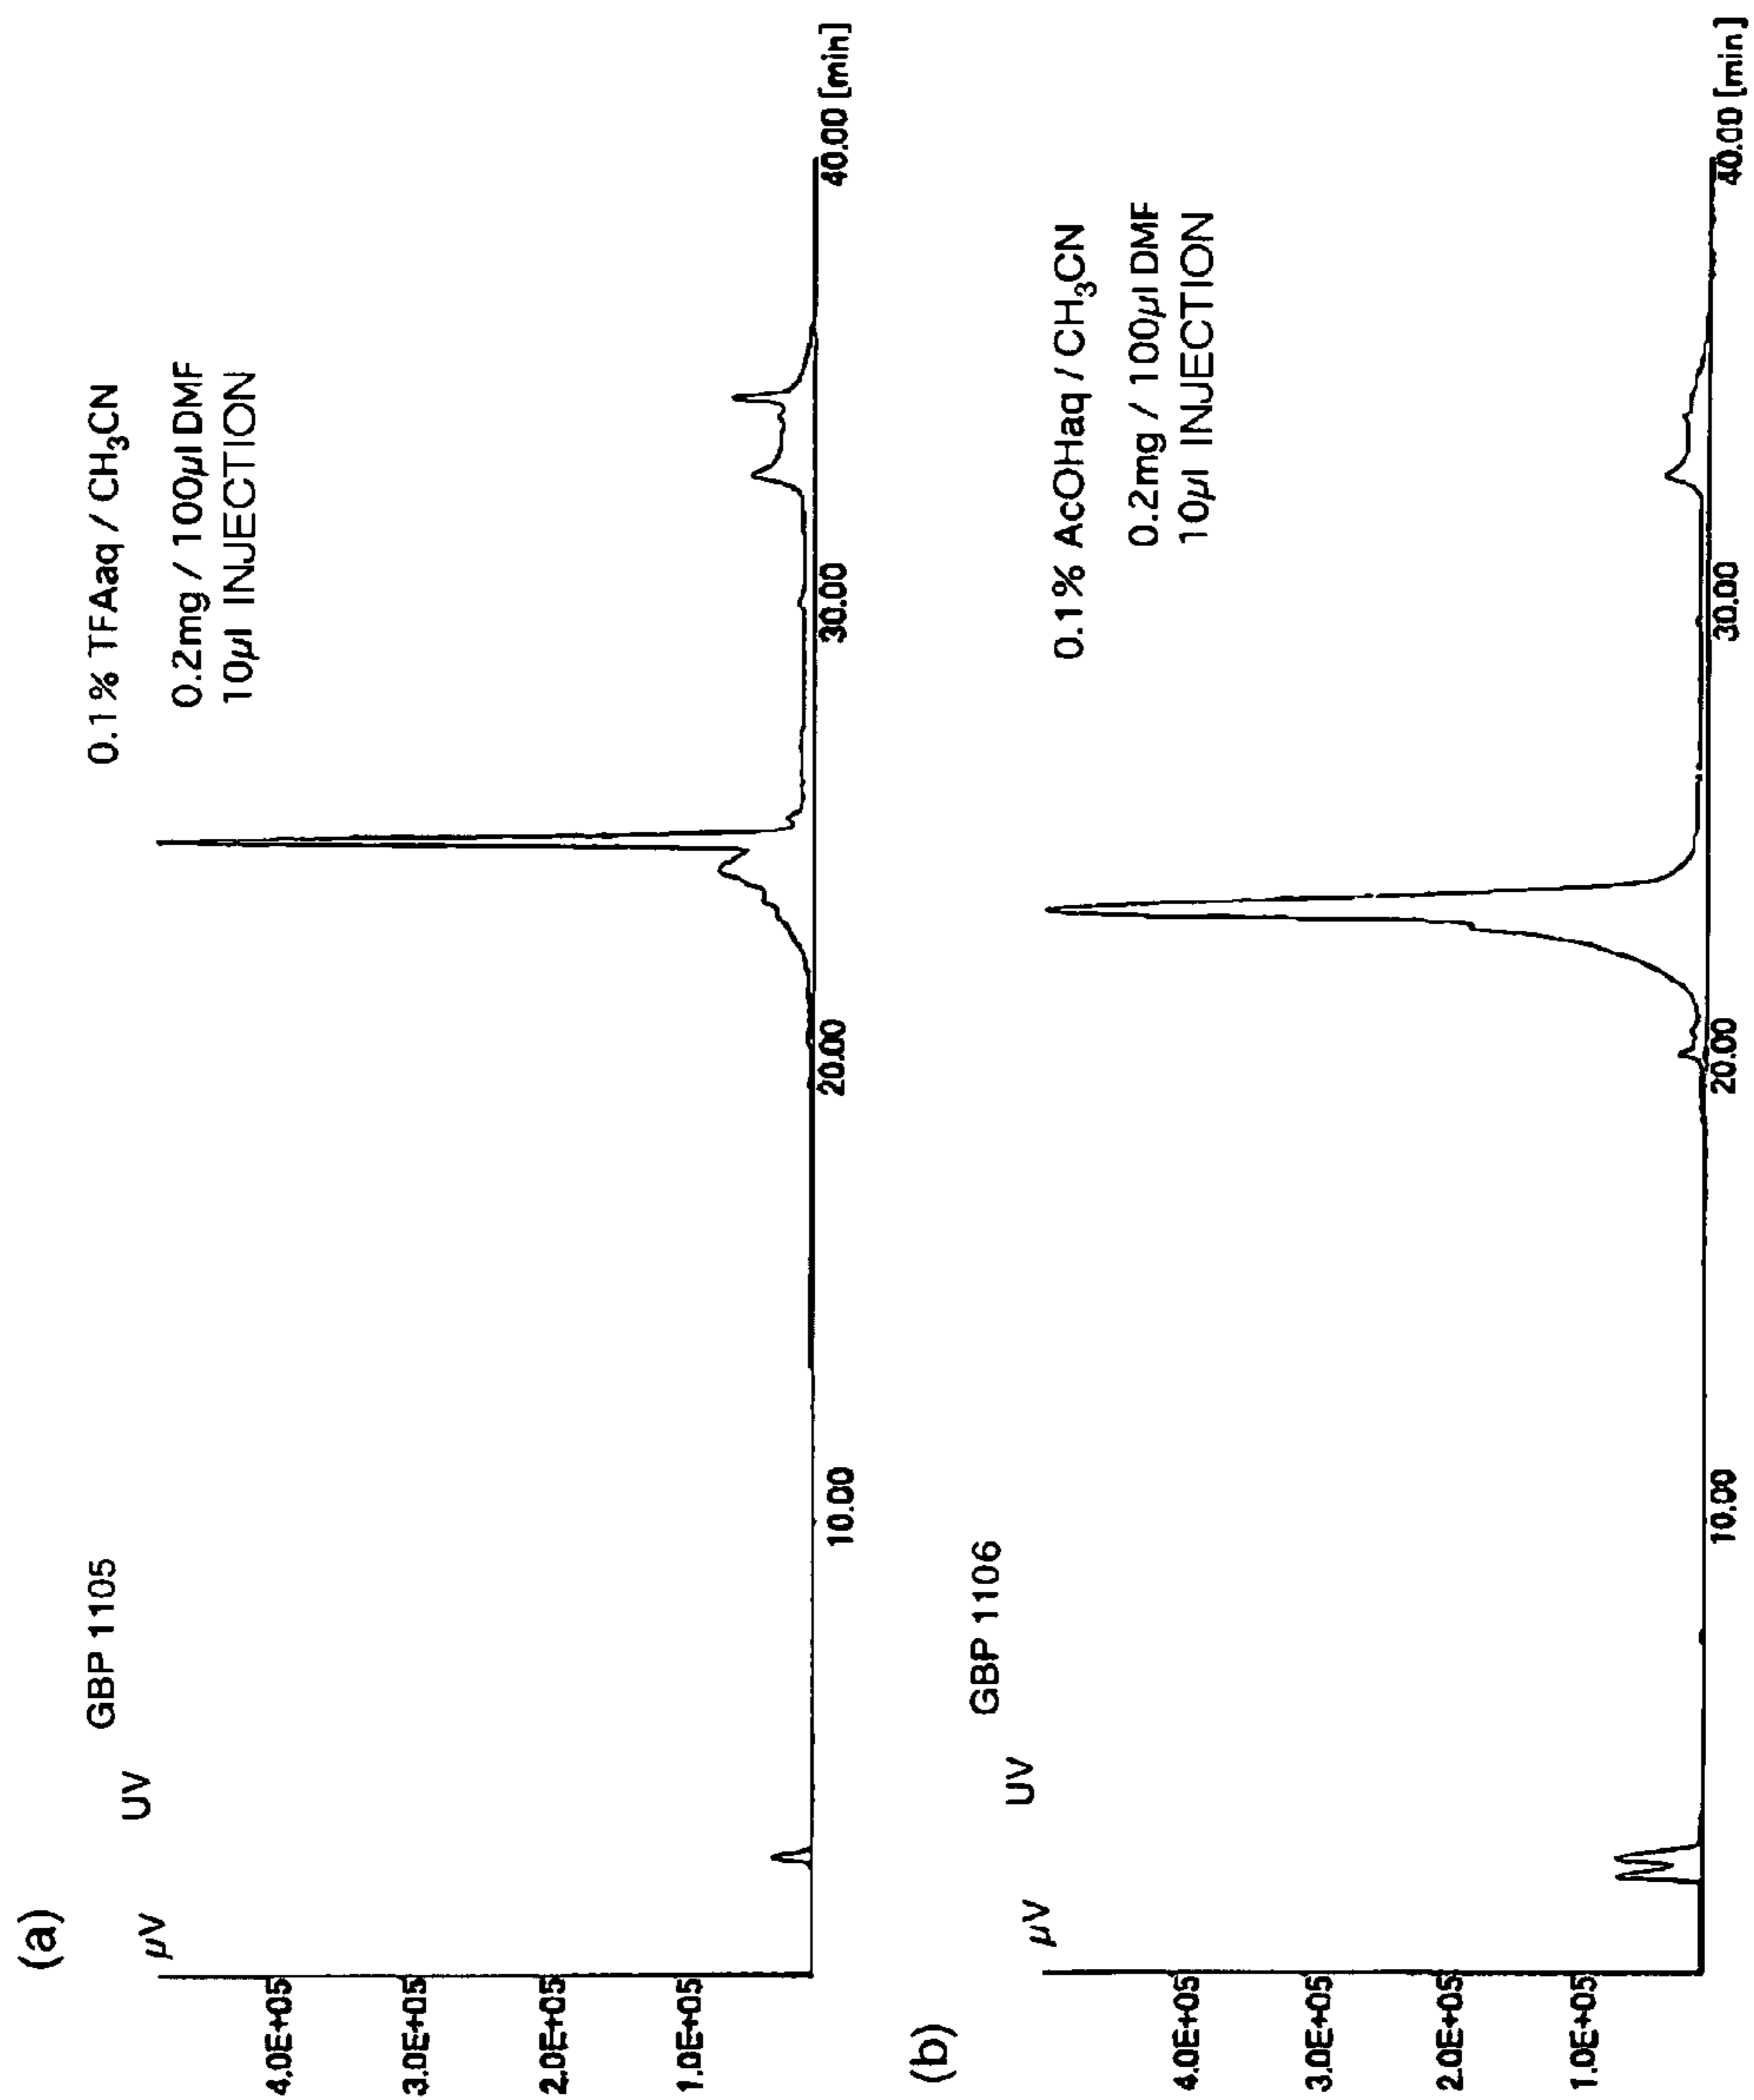 (a)
GBP 1105
UV
µV
0.1% TFAaq / CH₃CN
0.2mg / 100µl DMF
10µl INJECTION
4.0E+05
3.0E+05
2.0E+05
1.0E+05
10.00
20.00
30.00
40.00 [min]
(b)
GBP 1106
UV
µV
0.1% AcOHaq / CH₃CN
0.2mg / 100µl DMF
10µl INJECTION
4.0E+05
3.0E+05
2.0E+05
1.0E+05
10.00
20.00
30.00
40.00 [min]